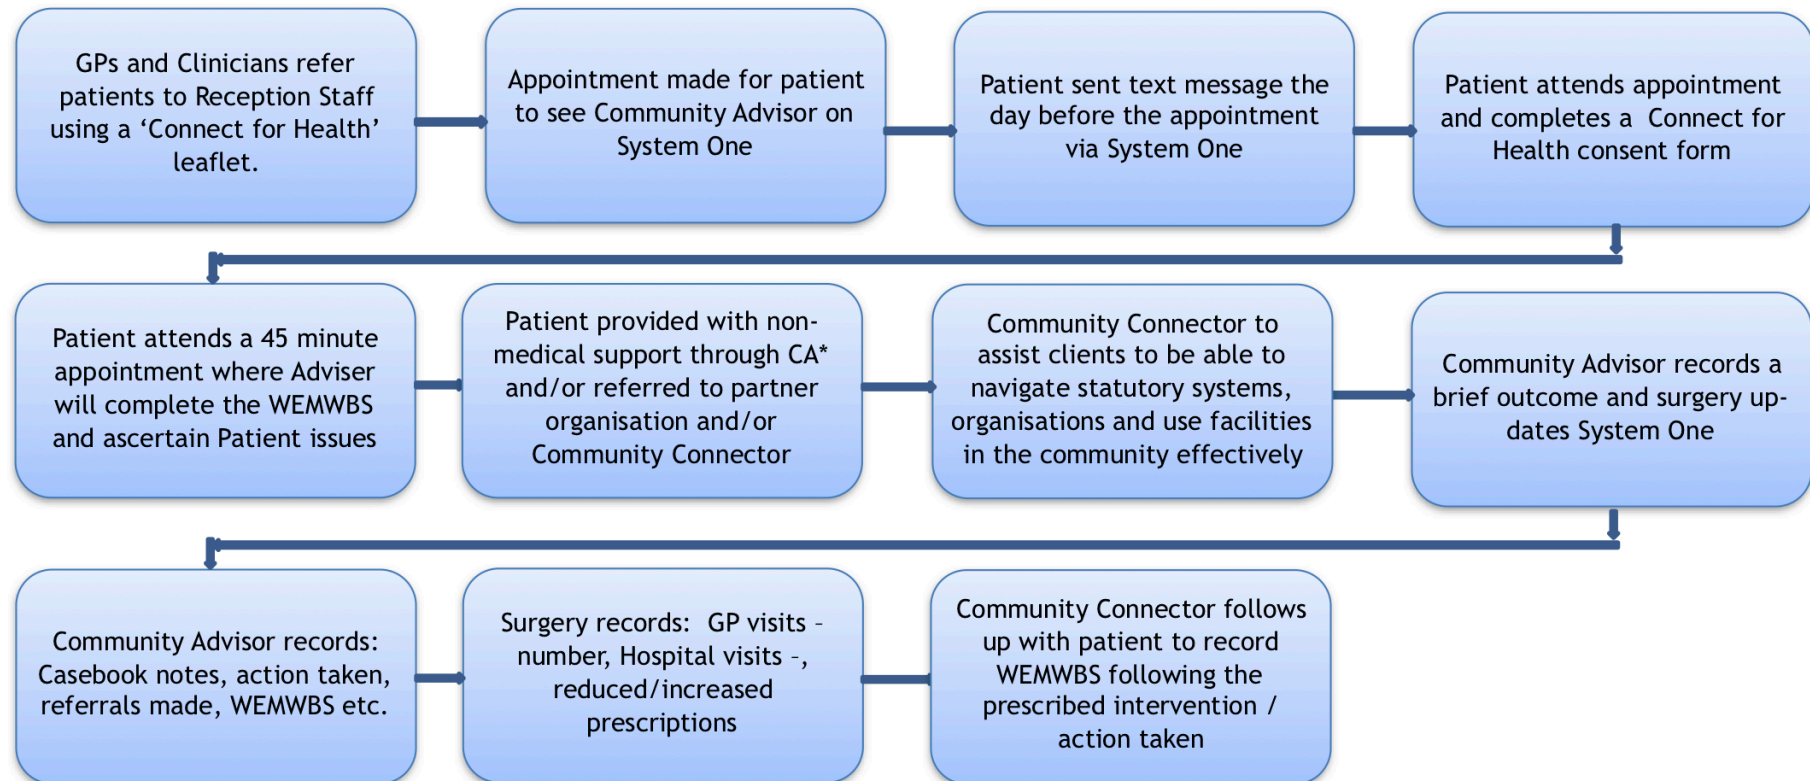 GPs and Clinicians refer
patients to Reception Staff
using a ‘Connect for Health’
leaflet.
Appointment made for patient
to see Community Advisor on
System One
Patient sent text message the
day before the appointment
via System One
Patient attends appointment
and completes a  Connect for
Health consent form
Patient attends a 45 minute
appointment where Adviser
will complete the WEMWBS
and ascertain Patient issues
Patient provided with non-
medical support through CA*
and/or referred to partner
organisation and/or
Community Connector
Community Connector to
assist clients to be able to
navigate statutory systems,
organisations and use facilities
in the community effectively
Community Advisor records a
brief outcome and surgery up-
dates System One
Community Advisor records:
Casebook notes, action taken,
referrals made, WEMWBS etc.
Surgery records:  GP visits –
number, Hospital visits –,
reduced/increased
prescriptions
Community Connector follows
up with patient to record
WEMWBS following the
prescribed intervention /
action taken